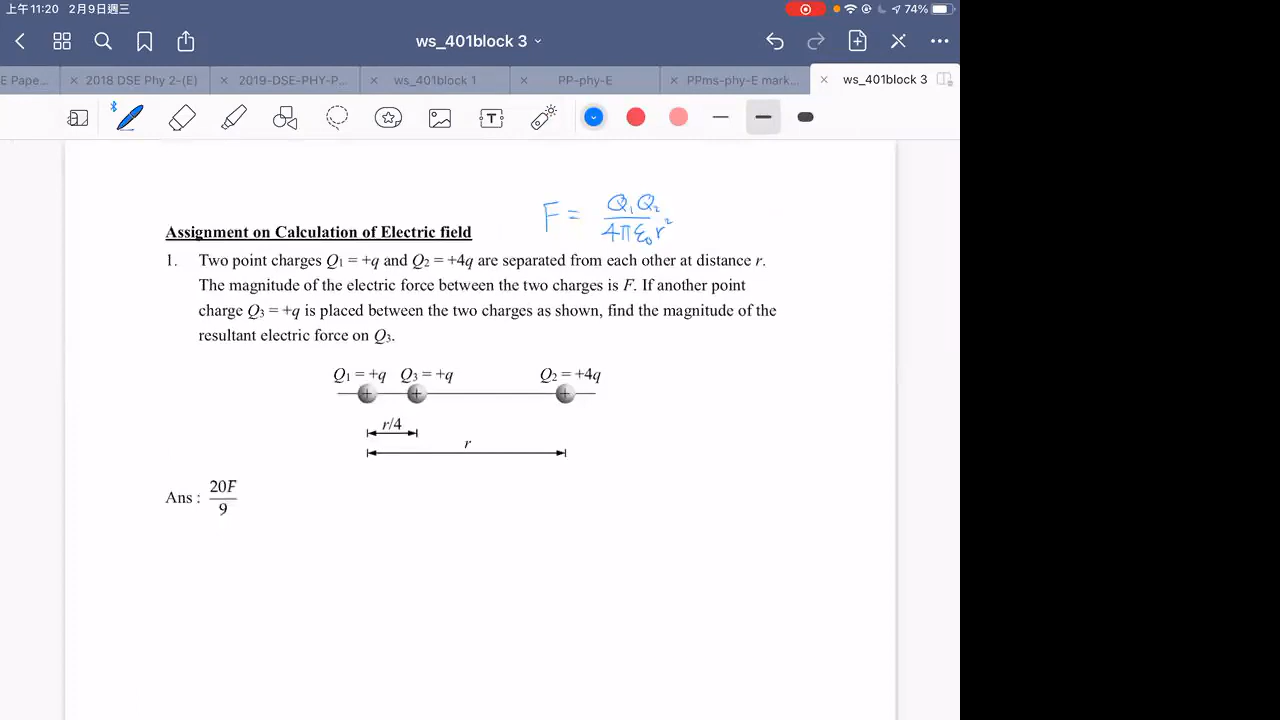 上午11:20 2月9日週三
74%
ws_401block 3
E Pape...
2018 DSE Phy 2-(E)
2019-DSE-PHY-P...
ws_401block 1
PP-phy-E
PPms-phy-E mark...
ws_401block 3
T
F = Q₁Q₂ / 4πε₀r²
Assignment on Calculation of Electric field
1. Two point charges Q₁ = +q and Q₂ = +4q are separated from each other at distance r.
The magnitude of the electric force between the two charges is F. If another point
charge Q₃ = +q is placed between the two charges as shown, find the magnitude of the
resultant electric force on Q₃.
Q₁ = +q Q₃ = +q Q₂ = +4q
+ + +
r/4
r
Ans : 20F / 9